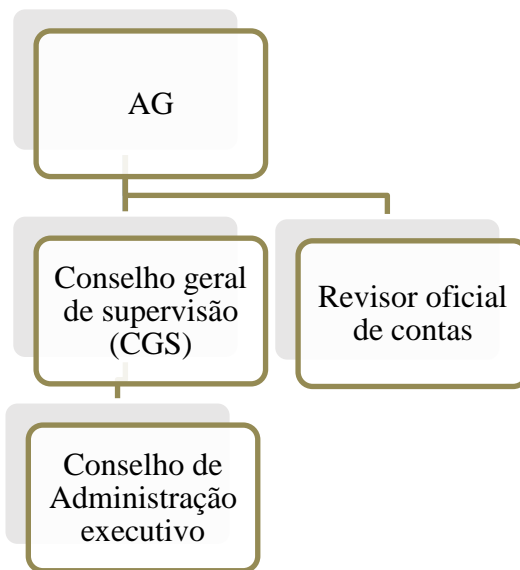 AG
Conselho geral
de supervisão
(CGS)
Revisor oficial
de contas
Conselho de
Administração
executivo